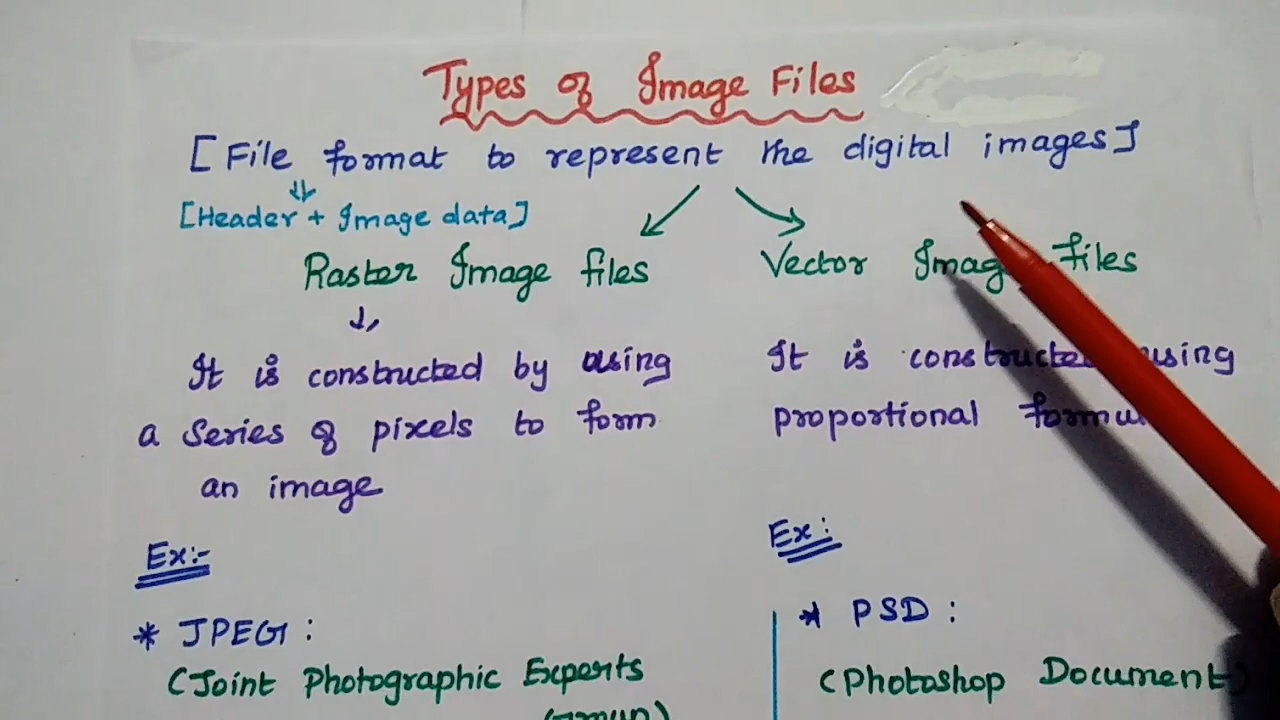 Types of Image Files
[File format to represent the digital images]
[Header + Image data]
Raster Image files
It is constructed by using
a series of pixels to form
an image
Ex:-
* JPEG :
(Joint Photographic Experts
Vector Image files
It is constructed using
proportional
Ex:
* PSD :
(Photoshop Document)